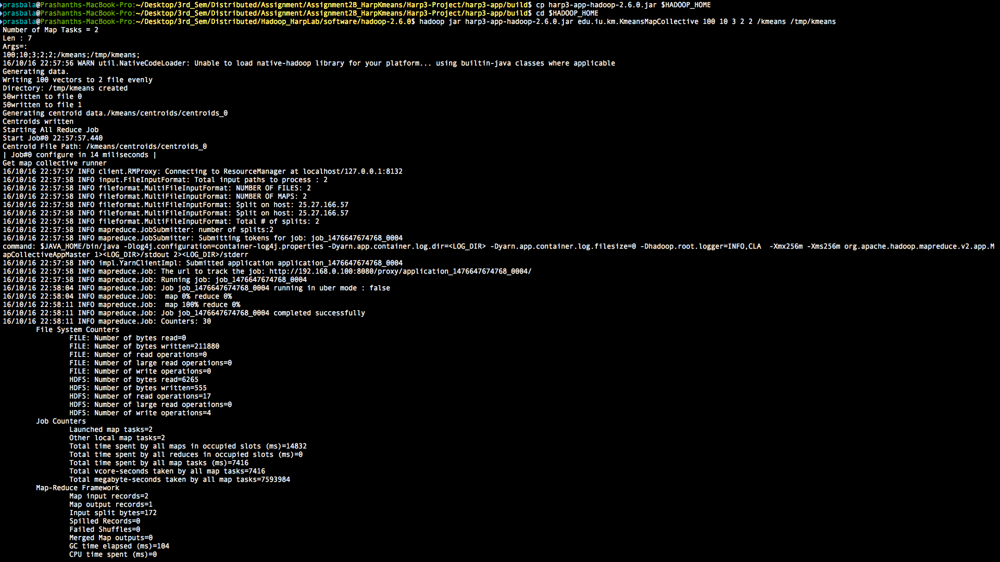 prasbala@Prashanths-MacBook-Pro:~/Desktop/3rd_Sem/Distributed/Assignment/Assignment2B_HarpKmeans/Harp3-Project/harp3-app/build$ cp harp3-app-hadoop-2.6.0.jar $HADOOP_HOME
prasbala@Prashanths-MacBook-Pro:~/Desktop/3rd_Sem/Distributed/Assignment/Assignment2B_HarpKmeans/Harp3-Project/harp3-app/build$ cd $HADOOP_HOME
prasbala@Prashanths-MacBook-Pro:~/Desktop/3rd_Sem/Distributed/Hadoop_HarpLab/software/hadoop-2.6.0$ hadoop jar harp3-app-hadoop-2.6.0.jar edu.iu.km.KmeansMapCollective 100 10 3 2 2 /kmeans /tmp/kmeans
Number of Map Tasks = 2
Len : 7
Args=:
100;10;3;2;2;/kmeans;/tmp/kmeans;
16/10/16 22:57:56 WARN util.NativeCodeLoader: Unable to load native-hadoop library for your platform... using builtin-java classes where applicable
Generating data.
Writing 100 vectors to 2 file evenly
Directory: /tmp/kmeans created
50written to file 0
50written to file 1
Generating centroid data./kmeans/centroids/centroids_0
Centroids written
Starting All Reduce Job
Start Job#0 22:57:57.440
Centroid File Path: /kmeans/centroids/centroids_0
| Job#0 configure in 14 miliseconds |
Get map collective runner
16/10/16 22:57:57 INFO client.RMProxy: Connecting to ResourceManager at localhost/127.0.0.1:8132
16/10/16 22:57:58 INFO input.FileInputFormat: Total input paths to process : 2
16/10/16 22:57:58 INFO fileformat.MultiFileInputFormat: NUMBER OF FILES: 2
16/10/16 22:57:58 INFO fileformat.MultiFileInputFormat: NUMBER OF MAPS: 2
16/10/16 22:57:58 INFO fileformat.MultiFileInputFormat: Split on host: 25.27.166.57
16/10/16 22:57:58 INFO fileformat.MultiFileInputFormat: Split on host: 25.27.166.57
16/10/16 22:57:58 INFO fileformat.MultiFileInputFormat: Total # of splits: 2
16/10/16 22:57:58 INFO mapreduce.JobSubmitter: number of splits:2
16/10/16 22:57:58 INFO mapreduce.JobSubmitter: Submitting tokens for job: job_1476647674768_0004
command: $JAVA_HOME/bin/java -Dlog4j.configuration=container-log4j.properties -Dyarn.app.container.log.dir=<LOG_DIR> -Dyarn.app.container.log.filesize=0 -Dhadoop.root.logger=INFO,CLA  -Xmx256m -Xms256m org.apache.hadoop.mapreduce.v2.app.M
apCollectiveAppMaster 1><LOG_DIR>/stdout 2><LOG_DIR>/stderr
16/10/16 22:57:58 INFO impl.YarnClientImpl: Submitted application application_1476647674768_0004
16/10/16 22:57:58 INFO mapreduce.Job: The url to track the job: http://192.168.0.100:8080/proxy/application_1476647674768_0004/
16/10/16 22:57:58 INFO mapreduce.Job: Running job: job_1476647674768_0004
16/10/16 22:58:04 INFO mapreduce.Job: Job job_1476647674768_0004 running in uber mode : false
16/10/16 22:58:04 INFO mapreduce.Job:  map 0% reduce 0%
16/10/16 22:58:11 INFO mapreduce.Job:  map 100% reduce 0%
16/10/16 22:58:11 INFO mapreduce.Job: Job job_1476647674768_0004 completed successfully
16/10/16 22:58:11 INFO mapreduce.Job: Counters: 30
File System Counters
FILE: Number of bytes read=0
FILE: Number of bytes written=211880
FILE: Number of read operations=0
FILE: Number of large read operations=0
FILE: Number of write operations=0
HDFS: Number of bytes read=6265
HDFS: Number of bytes written=555
HDFS: Number of read operations=17
HDFS: Number of large read operations=0
HDFS: Number of write operations=4
Job Counters
Launched map tasks=2
Other local map tasks=2
Total time spent by all maps in occupied slots (ms)=14832
Total time spent by all reduces in occupied slots (ms)=0
Total time spent by all map tasks (ms)=7416
Total vcore-seconds taken by all map tasks=7416
Total megabyte-seconds taken by all map tasks=7593984
Map-Reduce Framework
Map input records=2
Map output records=1
Input split bytes=172
Spilled Records=0
Failed Shuffles=0
Merged Map outputs=0
GC time elapsed (ms)=104
CPU time spent (ms)=0